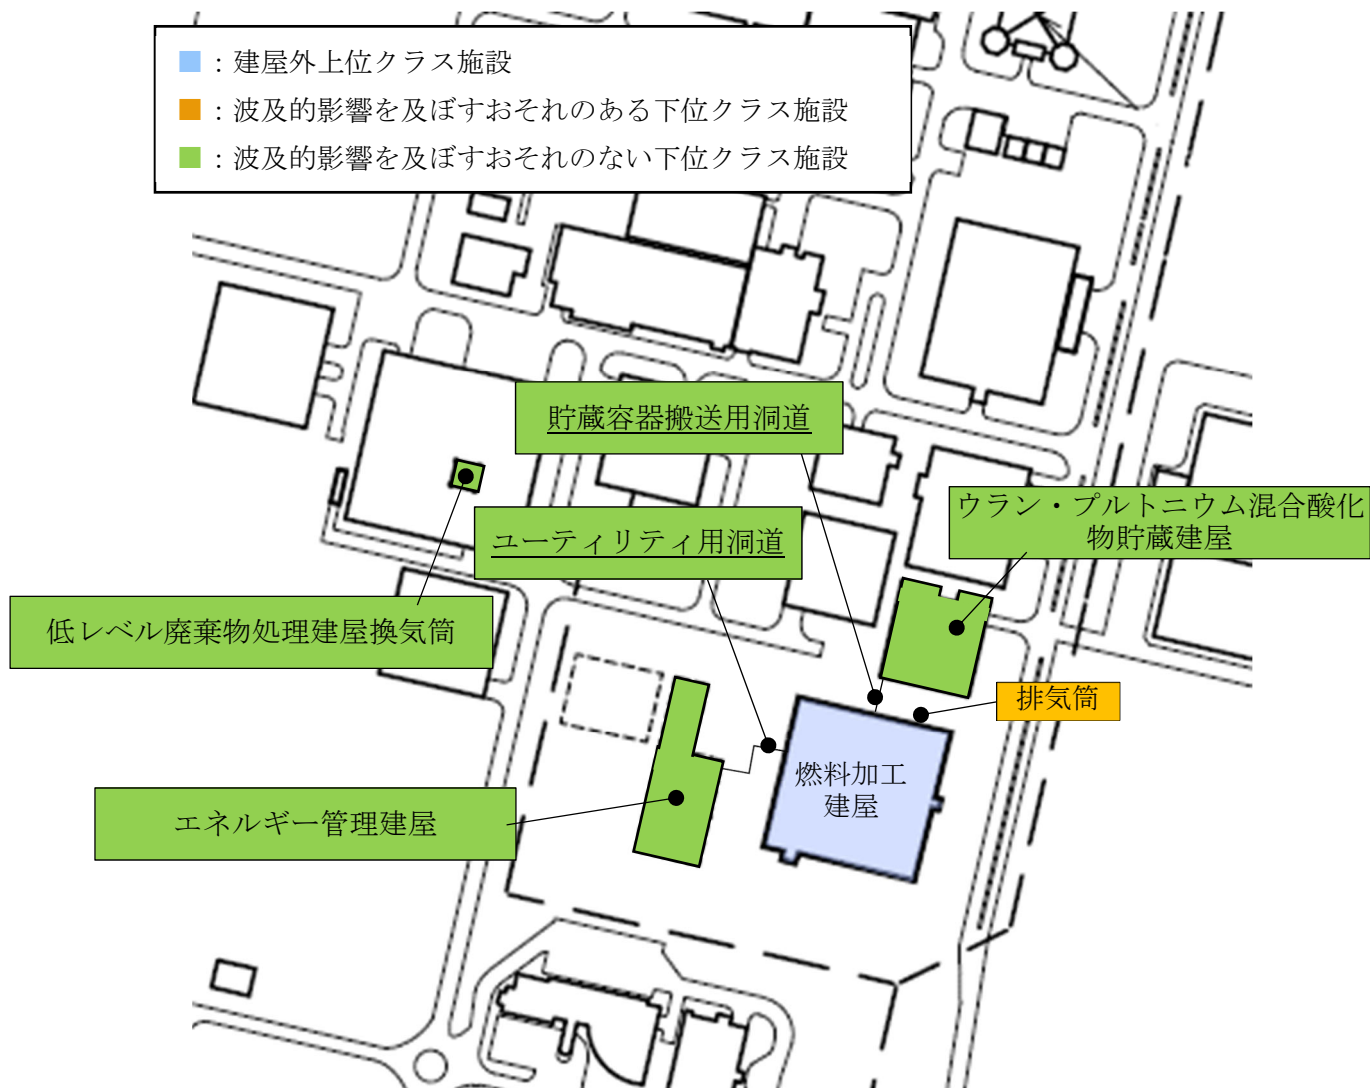 ：建屋外上位クラス施設
：波及的影響を及ぼすおそれのある下位クラス施設
：波及的影響を及ぼすおそれのない下位クラス施設
貯蔵容器搬送用洞道
ウラン・プルトニウム混合酸化
物貯蔵建屋
ユーティリティ用洞道
低レベル廃棄物処理建屋換気筒
排気筒
燃料加工
建屋
エネルギー管理建屋